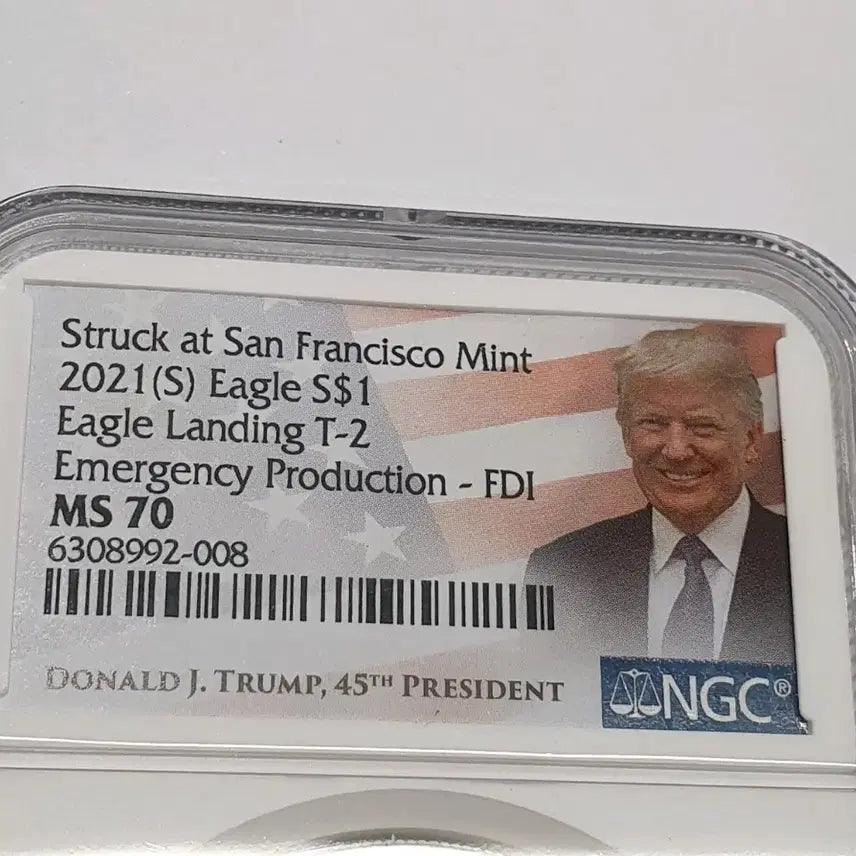 Struck at San Francisco Mint
2021(S) Eagle S$1
Eagle Landing T-2
Emergency Production - FDI
MS 70
6308992-008
DONALD J. TRUMP, 45TH PRESIDENT
NGC®